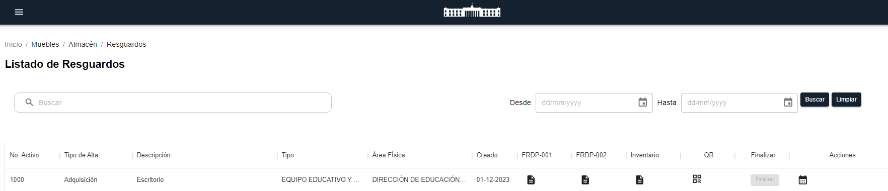 Inicio / Muebles / Almacén / Resguardos
Listado de Resguardos
Buscar
Desde dd/mm/yyyy Hasta dd/mm/yyyy Buscar Limpiar
No. Activo Tipo de Alta Descripción Tipo Área Física Creado FRDP-001 FRDP-002 Inventario QR Finalizar Acciones
1000 Adquisición Escritorio EQUIPO EDUCATIVO Y ... DIRECCIÓN DE EDUCACIÓN... 01-12-2023